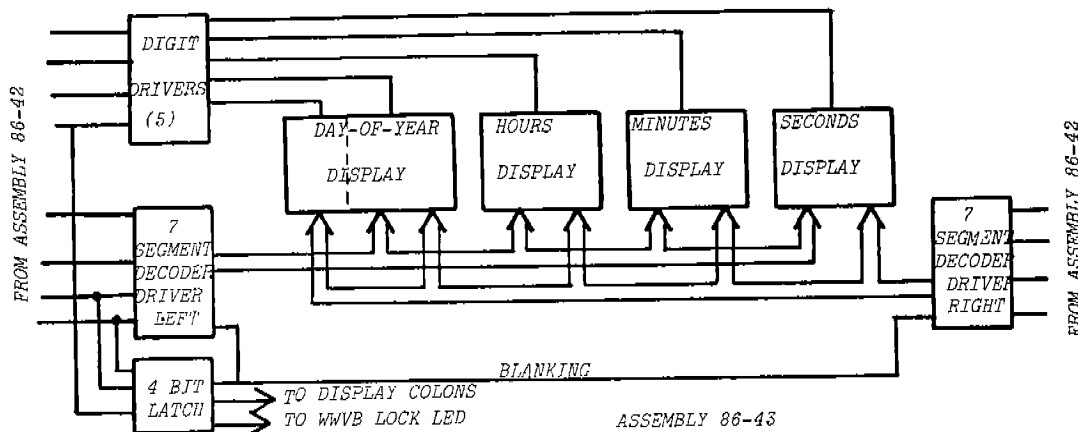 FROM ASSEMBLY 86-42
DIGIT
DRIVERS
(5)
DAY-OF-YEAR
DISPLAY
HOURS
DISPLAY
MINUTES
DISPLAY
SECONDS
DISPLAY
7
SEGMENT
DECODER
DRIVER
LEFT
7
SEGMENT
DECODER
DRIVER
RIGHT
FROM ASSEMBLY 86-42
4 BIT
LATCH
BLANKING
TO DISPLAY COLONS
TO WWVB LOCK LED
ASSEMBLY 86-43